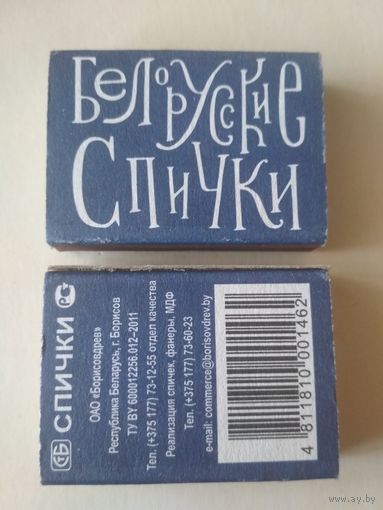 Белорусские
Спички
СПИЧКИ
ОАО «Борисовдрев»
Республика Беларусь, г. Борисов
ТУ BY 600012256.012–2011
Тел. (+375 177) 73-12-55 отдел качества
Реализация спичек, фанеры, МДФ
Тел. (+375 177) 73-60-23
e-mail: commerce@borisovdrev.by
4 811810 001462
www.ay.by